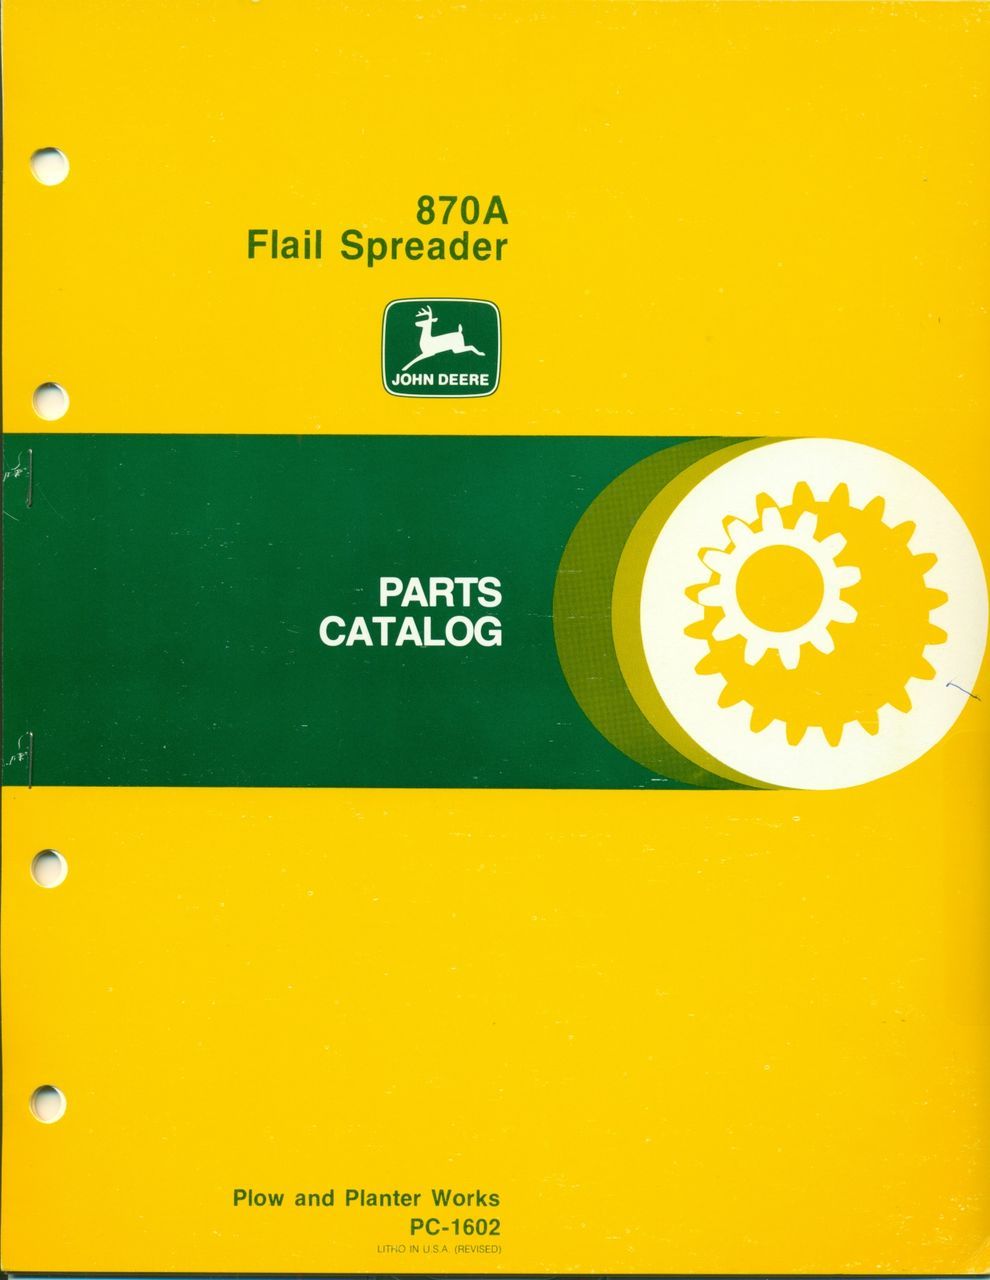 870A
Flail Spreader
JOHN DEERE
PARTS
CATALOG
Plow and Planter Works
PC-1602
LITHO IN U.S.A. (REVISED)